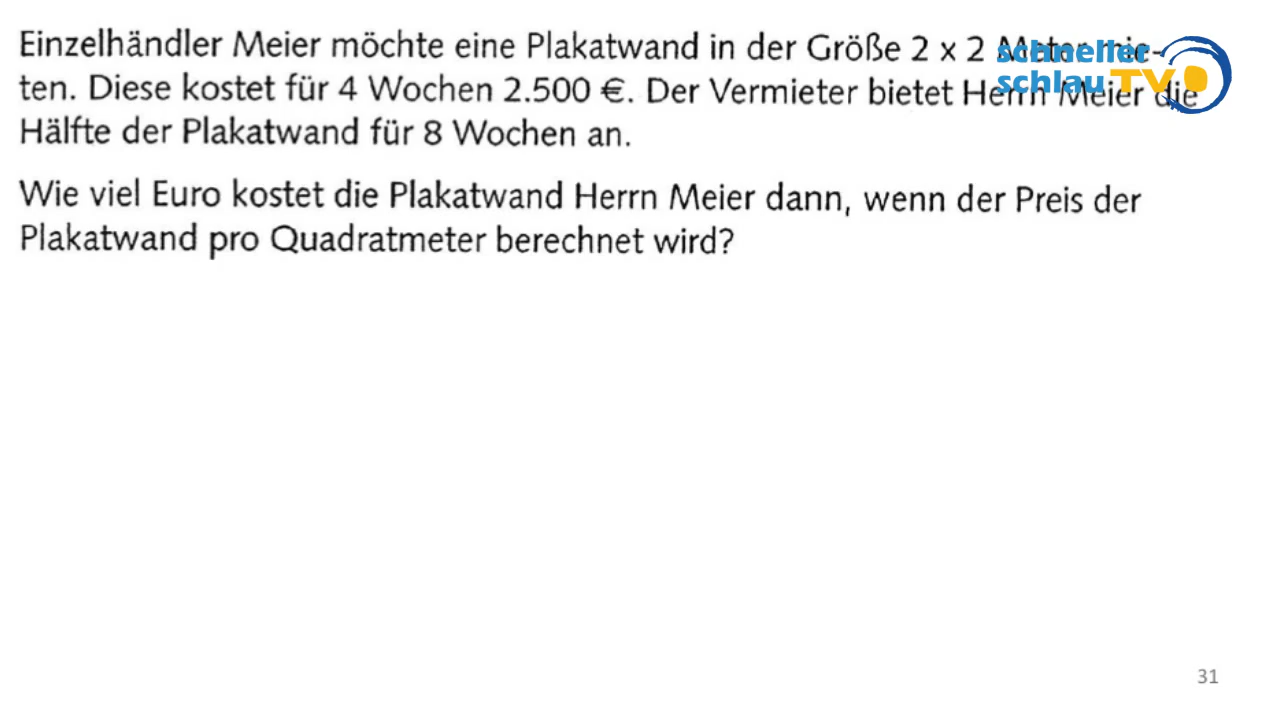 Einzelhändler Meier möchte eine Plakatwand in der Größe 2 x 2 Meter mie-
ten. Diese kostet für 4 Wochen 2.500 €. Der Vermieter bietet Herrn Meier die
Hälfte der Plakatwand für 8 Wochen an.
Wie viel Euro kostet die Plakatwand Herrn Meier dann, wenn der Preis der
Plakatwand pro Quadratmeter berechnet wird?
schneller
schlau TV
31